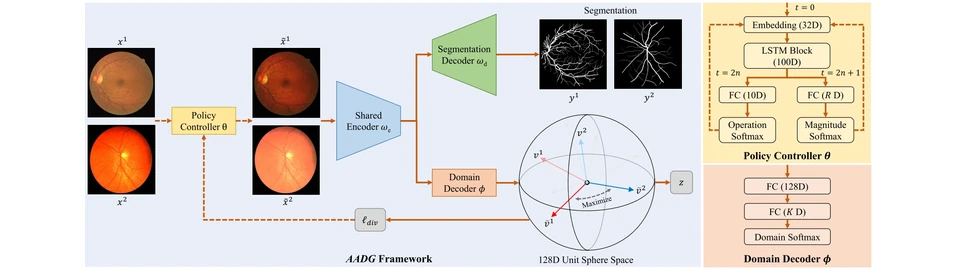 x¹
x̃¹
x²
x̃²
Policy
Controller θ
Shared
Encoder ωₑ
Segmentation
Decoder ω_d
Segmentation
y¹
y²
Domain
Decoder ϕ
v¹
v²
ṽ²
ṽ¹
Maximize
z
ℓ_div
AADG Framework
128D Unit Sphere Space
t = 0
Embedding (32D)
LSTM Block
(100D)
t = 2n
t = 2n + 1
FC (10D)
FC (R D)
Operation
Softmax
Magnitude
Softmax
Policy Controller θ
FC (128D)
FC (K D)
Domain Softmax
Domain Decoder ϕ